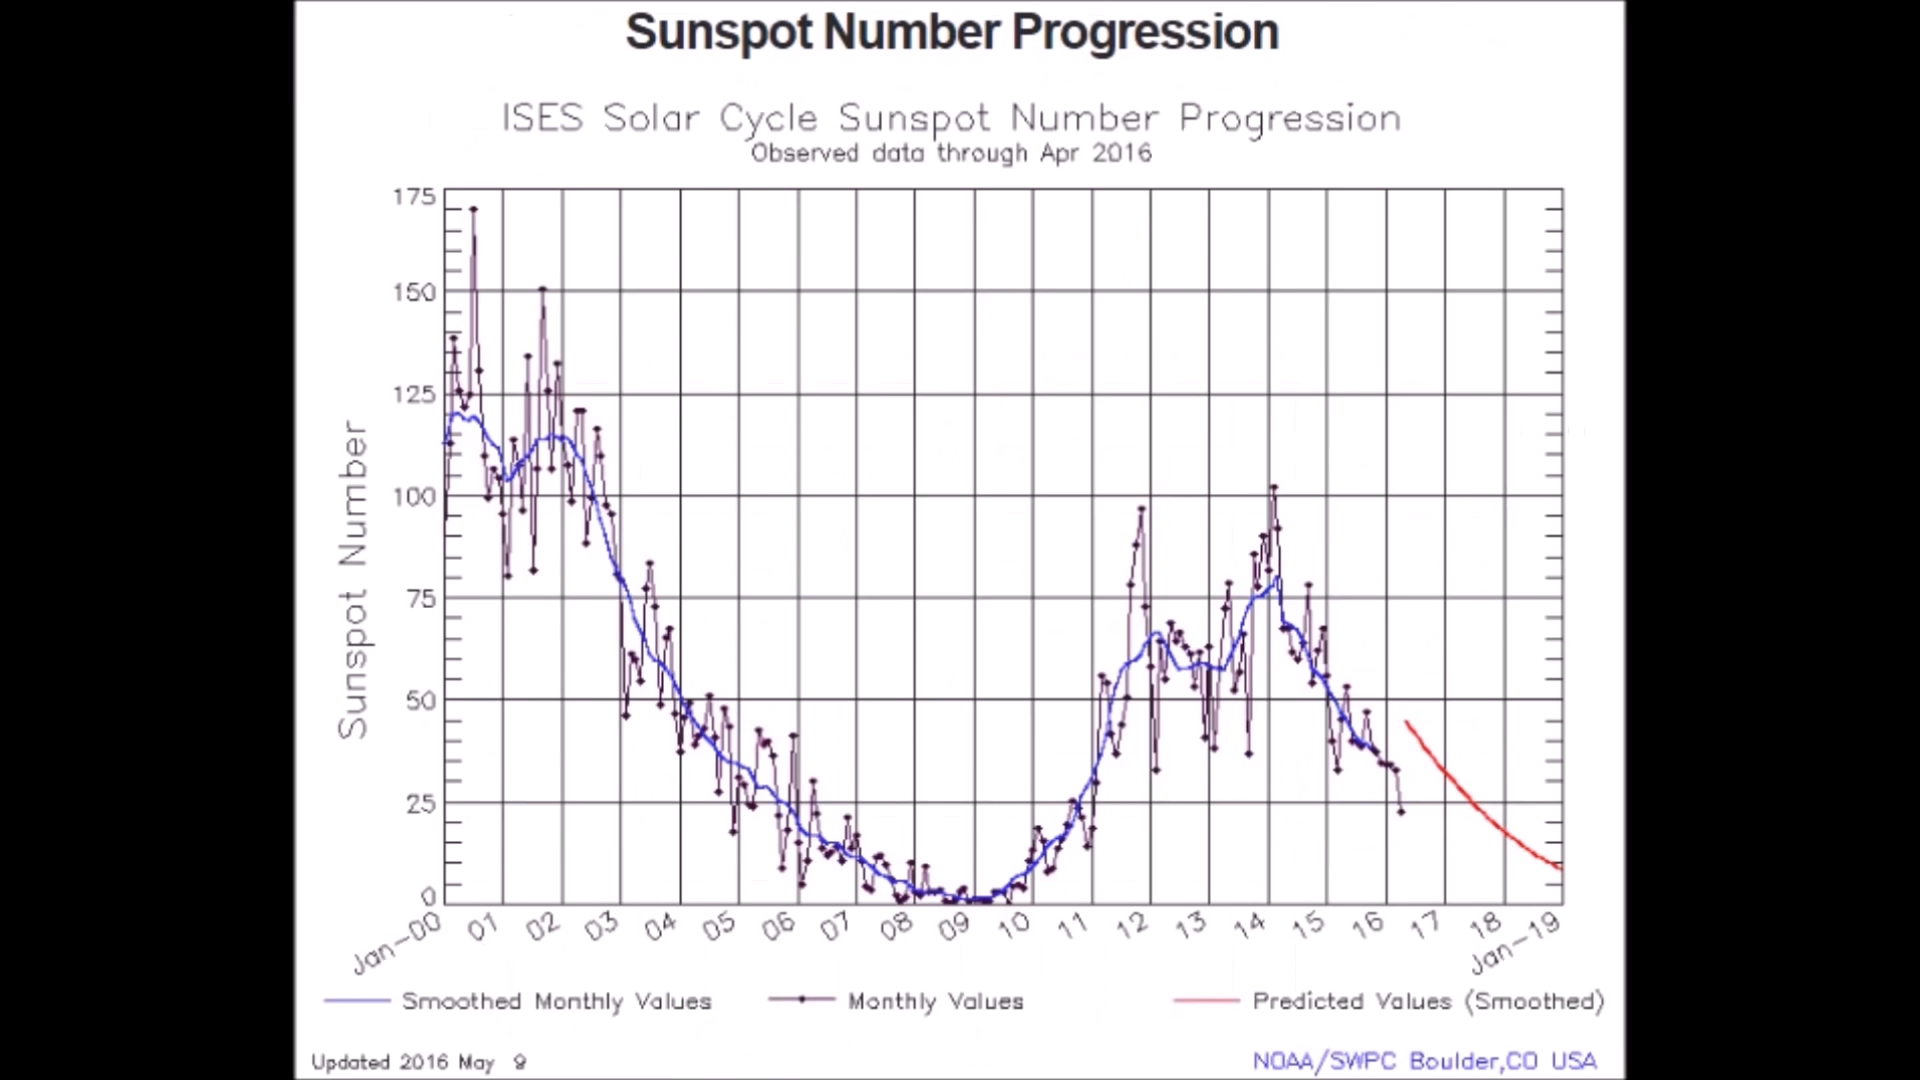 Sunspot Number Progression
ISES Solar Cycle Sunspot Number Progression
Observed data through Apr 2016
175
150
125
100
75
50
25
0
Sunspot Number
Jan-00 01 02 03 04 05 06 07 08 09 10 11 12 13 14 15 16 17 18 Jan-19
Smoothed Monthly Values Monthly Values Predicted Values (Smoothed)
Updated 2016 May 9 NOAA/SWPC Boulder,CO USA